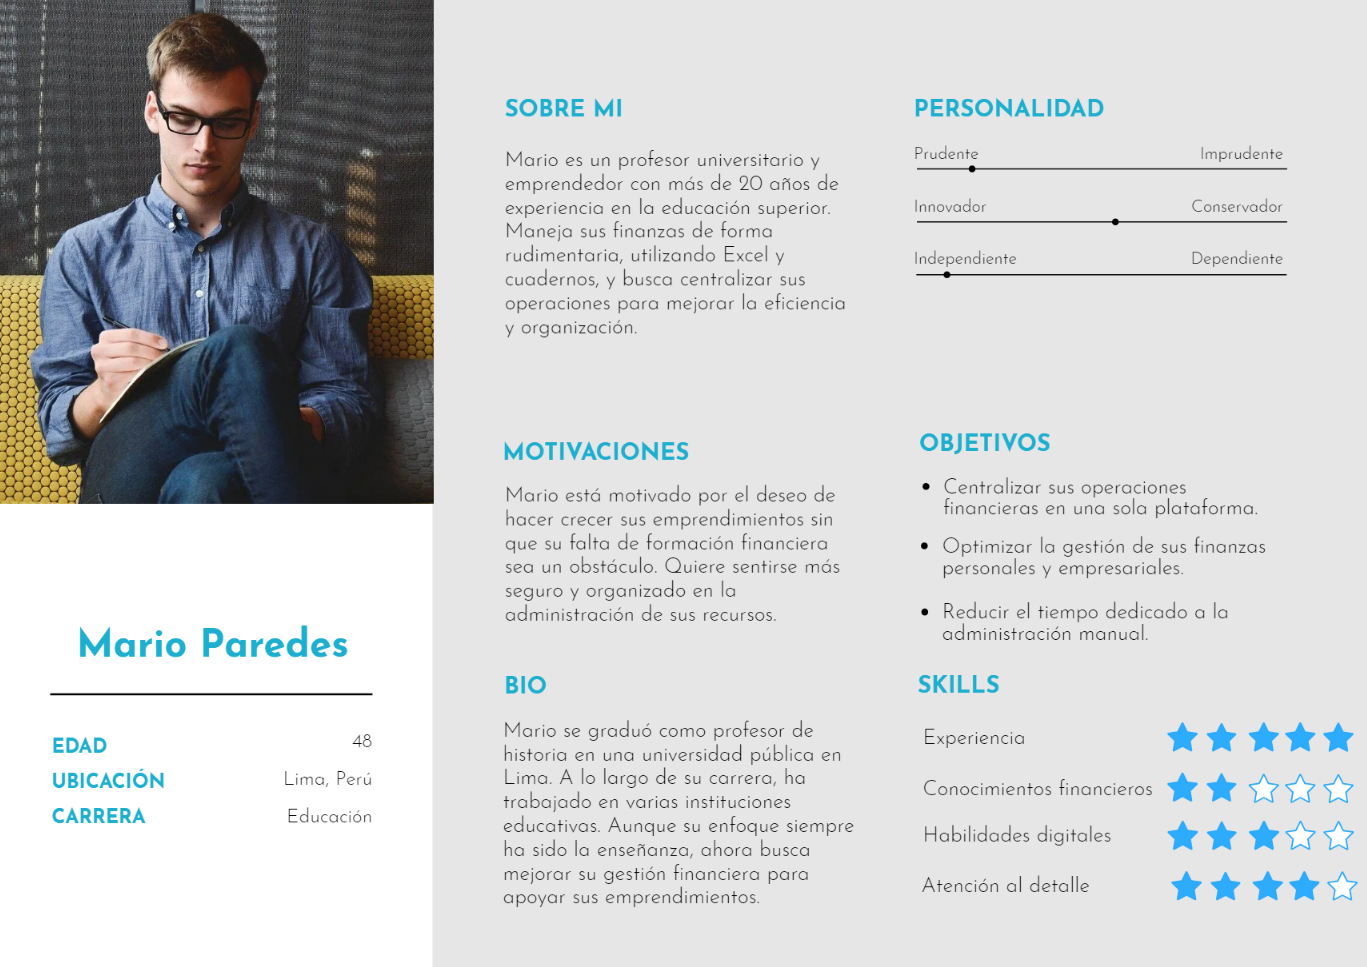 Mario Paredes
EDAD 48
UBICACIÓN Lima, Perú
CARRERA Educación
SOBRE MI
Mario es un profesor universitario y
emprendedor con más de 20 años de
experiencia en la educación superior.
Maneja sus finanzas de forma
rudimentaria, utilizando Excel y
cuadernos, y busca centralizar sus
operaciones para mejorar la eficiencia
y organización.
MOTIVACIONES
Mario está motivado por el deseo de
hacer crecer sus emprendimientos sin
que su falta de formación financiera
sea un obstáculo. Quiere sentirse más
seguro y organizado en la
administración de sus recursos.
BIO
Mario se graduó como profesor de
historia en una universidad pública en
Lima. A lo largo de su carrera, ha
trabajado en varias instituciones
educativas. Aunque su enfoque siempre
ha sido la enseñanza, ahora busca
mejorar su gestión financiera para
apoyar sus emprendimientos.
PERSONALIDAD
Prudente Imprudente
Innovador Conservador
Independiente Dependiente
OBJETIVOS
• Centralizar sus operaciones
financieras en una sola plataforma.
• Optimizar la gestión de sus finanzas
personales y empresariales.
• Reducir el tiempo dedicado a la
administración manual.
SKILLS
Experiencia
Conocimientos financieros
Habilidades digitales
Atención al detalle